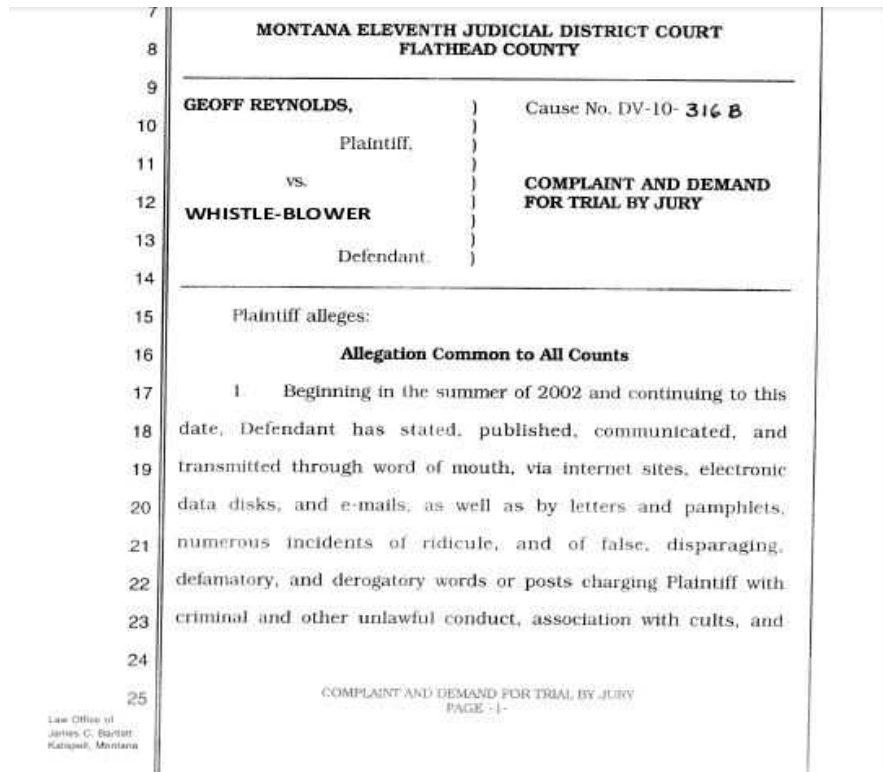 7
8 MONTANA ELEVENTH JUDICIAL DISTRICT COURT
FLATHEAD COUNTY
9
GEOFF REYNOLDS, ) Cause No. DV-10- 316 B
10 )
Plaintiff, )
11 )
vs. ) COMPLAINT AND DEMAND
12 ) FOR TRIAL BY JURY
WHISTLE-BLOWER )
13 )
Defendant. )
14
15 Plaintiff alleges:
16 Allegation Common to All Counts
17 1 Beginning in the summer of 2002 and continuing to this
18 date, Defendant has stated, published, communicated, and
19 transmitted through word of mouth, via internet sites, electronic
20 data disks, and e-mails, as well as by letters and pamphlets,
21 numerous incidents of ridicule, and of false, disparaging,
22 defamatory, and derogatory words or posts charging Plaintiff with
23 criminal and other unlawful conduct, association with cults, and
24
25 COMPLAINT AND DEMAND FOR TRIAL BY JURY
PAGE -1-
Law Office of
James C. Bartlett
Kalispell, Montana